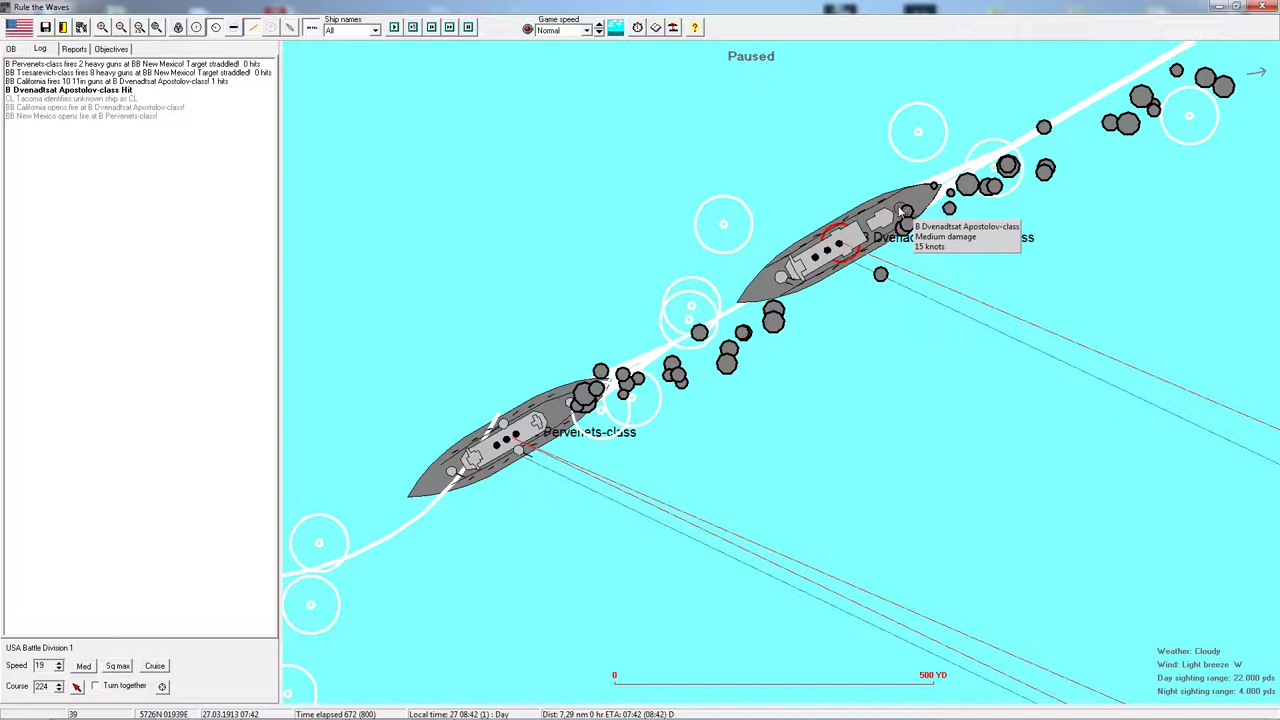 Rule the Waves
Ship names
All
Game speed
Normal
OB Log Reports Objectives
B Pervenets-class fires 2 heavy guns at BB New Mexico! Target straddled! 0 hits
BB Tsesarevich-class fires 8 heavy guns at BB New Mexico! Target straddled! 0 hits
BB California fires 10 11in guns at B Dvenadtsat Apostolov-class! 1 hits
B Dvenadtsat Apostolov-class Hit
CL Tacoma identifies unknown ship as CL
BB California opens fire at B Dvenadtsat Apostolov-class!
BB New Mexico opens fire at B Pervenets-class!
Paused
B Dvenadtsat Apostolov-class
Medium damage
15 knots
Pervenets-class
USA Battle Division 1
Speed 19 Med Sq max Cruise
Course 224 Turn together
0 500 YD
Weather: Cloudy
Wind: Light breeze W
Day sighting range: 22.000 yds
Night sighting range: 4.000 yds
39 5726N 01939E 27.03.1913 07:42 Time elapsed 672 (800) Local time: 27 08:42 (1) : Day Dist: 7,29 nm 0 hr ETA: 07:42 (08:42) D